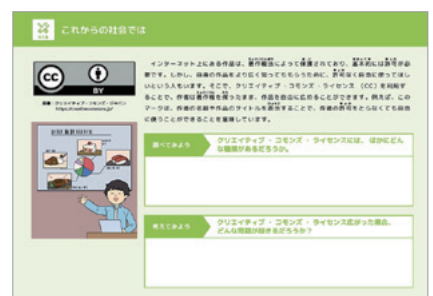 これからの社会では
インターネット上にある作品は、著作権法によって保護されており、基本的には許可が必
要です。しかし、自身の作品をより広く知ってもらうために、許可なく自由に使ってほし
いという人もいます。そこで、クリエイティブ・コモンズ・ライセンス（CC）を利用す
ることで、作者は著作権を保ったまま、作品を自由に広めることができます。例えば、この
マークは、作者の名前や作品のタイトルを表示することで、作者の許可をとらなくても自由
に使うことができることを意味しています。
cc
BY
クリエイティブ・コモンズ・ジャパン
https://creativecommons.jp/
調べてみよう
クリエイティブ・コモンズ・ライセンスには、ほかにどん
な種類があるだろうか。
考えてみよう
クリエイティブ・コモンズ・ライセンス広がった場合、
どんな問題が起きるだろうか？